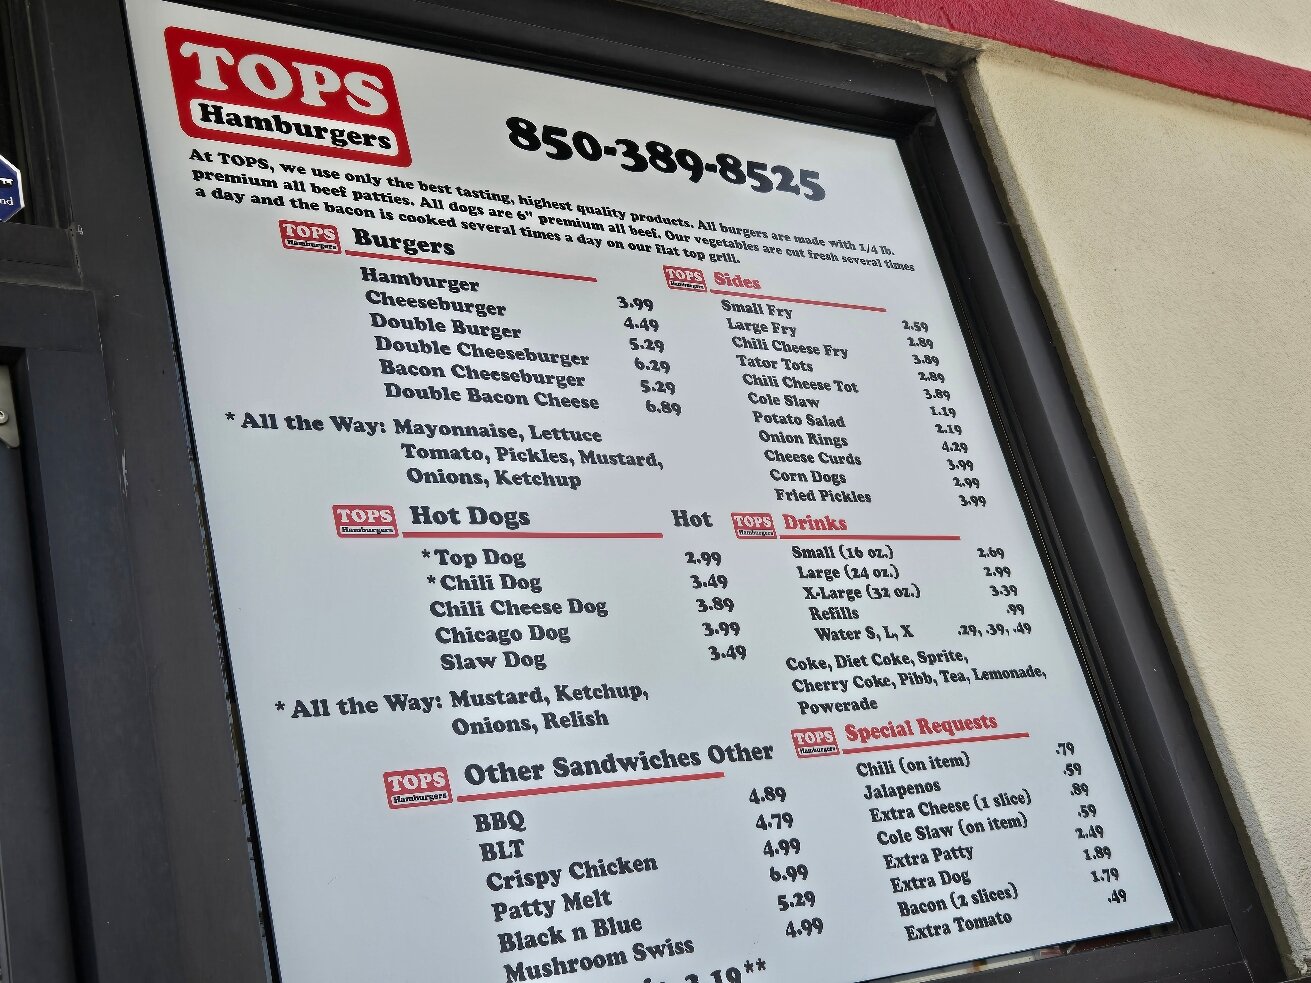 TOPS
Hamburgers
850-389-8525
At TOPS, we use only the best tasting, highest quality products. All burgers are made with 1/4 lb.
premium all beef patties. All dogs are 6" premium all beef. Our vegetables are cut fresh several times
a day and the bacon is cooked several times a day on our flat top grill.
TOPS Hamburgers Burgers
Hamburger 3.99
Cheeseburger 4.49
Double Burger 5.29
Double Cheeseburger 6.29
Bacon Cheeseburger 5.29
Double Bacon Cheese 6.89
*All the Way: Mayonnaise, Lettuce
Tomato, Pickles, Mustard,
Onions, Ketchup
TOPS Hamburgers Hot Dogs Hot
*Top Dog 2.99
*Chili Dog 3.49
Chili Cheese Dog 3.89
Chicago Dog 3.99
Slaw Dog 3.49
*All the Way: Mustard, Ketchup,
Onions, Relish
TOPS Hamburgers Other Sandwiches Other
BBQ 4.89
BLT 4.79
Crispy Chicken 4.99
Patty Melt 6.99
Black n Blue 5.29
Mushroom Swiss 4.99
3.19**
TOPS Hamburgers Sides
Small Fry 2.59
Large Fry 2.89
Chili Cheese Fry 3.89
Tator Tots 2.89
Chili Cheese Tot 3.89
Cole Slaw 1.19
Potato Salad 2.19
Onion Rings 4.29
Cheese Curds 3.99
Corn Dogs 2.99
Fried Pickles 3.99
TOPS Hamburgers Drinks
Small (16 oz.) 2.69
Large (24 oz.) 2.99
X-Large (32 oz.) 3.39
Refills .99
Water S, L, X .29, .39, .49
Coke, Diet Coke, Sprite,
Cherry Coke, Pibb, Tea, Lemonade,
Powerade
TOPS Hamburgers Special Requests
Chili (on item) .79
Jalapenos .59
Extra Cheese (1 slice) .89
Cole Slaw (on item) .59
Extra Patty 2.49
Extra Dog 1.89
Bacon (2 slices) 1.79
Extra Tomato .49